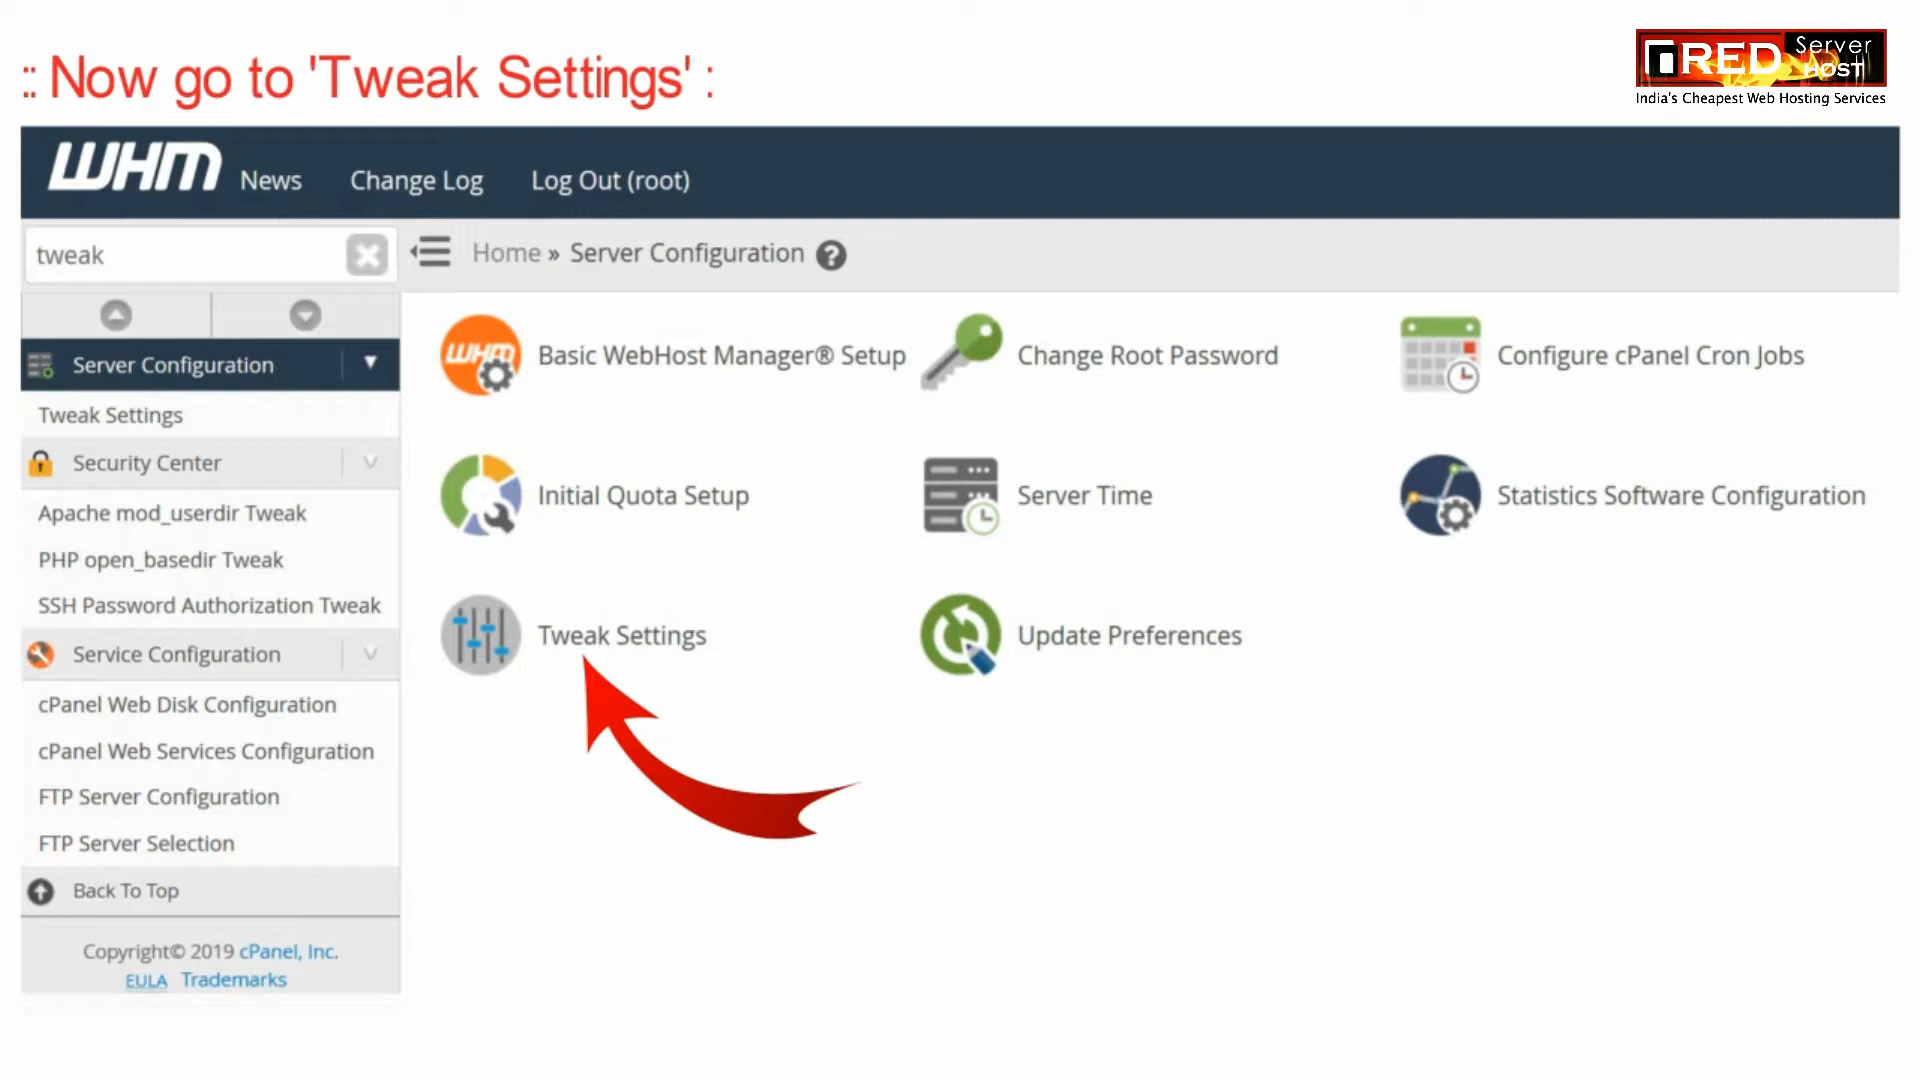 :: Now go to 'Tweak Settings' :
RED Server HOST
India's Cheapest Web Hosting Services
WHM News Change Log Log Out (root)
tweak
Home » Server Configuration ?
Server Configuration
Tweak Settings
Security Center
Apache mod_userdir Tweak
PHP open_basedir Tweak
SSH Password Authorization Tweak
Service Configuration
cPanel Web Disk Configuration
cPanel Web Services Configuration
FTP Server Configuration
FTP Server Selection
Back To Top
Copyright© 2019 cPanel, Inc.
EULA Trademarks
WHM
Basic WebHost Manager® Setup
Change Root Password
Configure cPanel Cron Jobs
Initial Quota Setup
Server Time
Statistics Software Configuration
Tweak Settings
Update Preferences